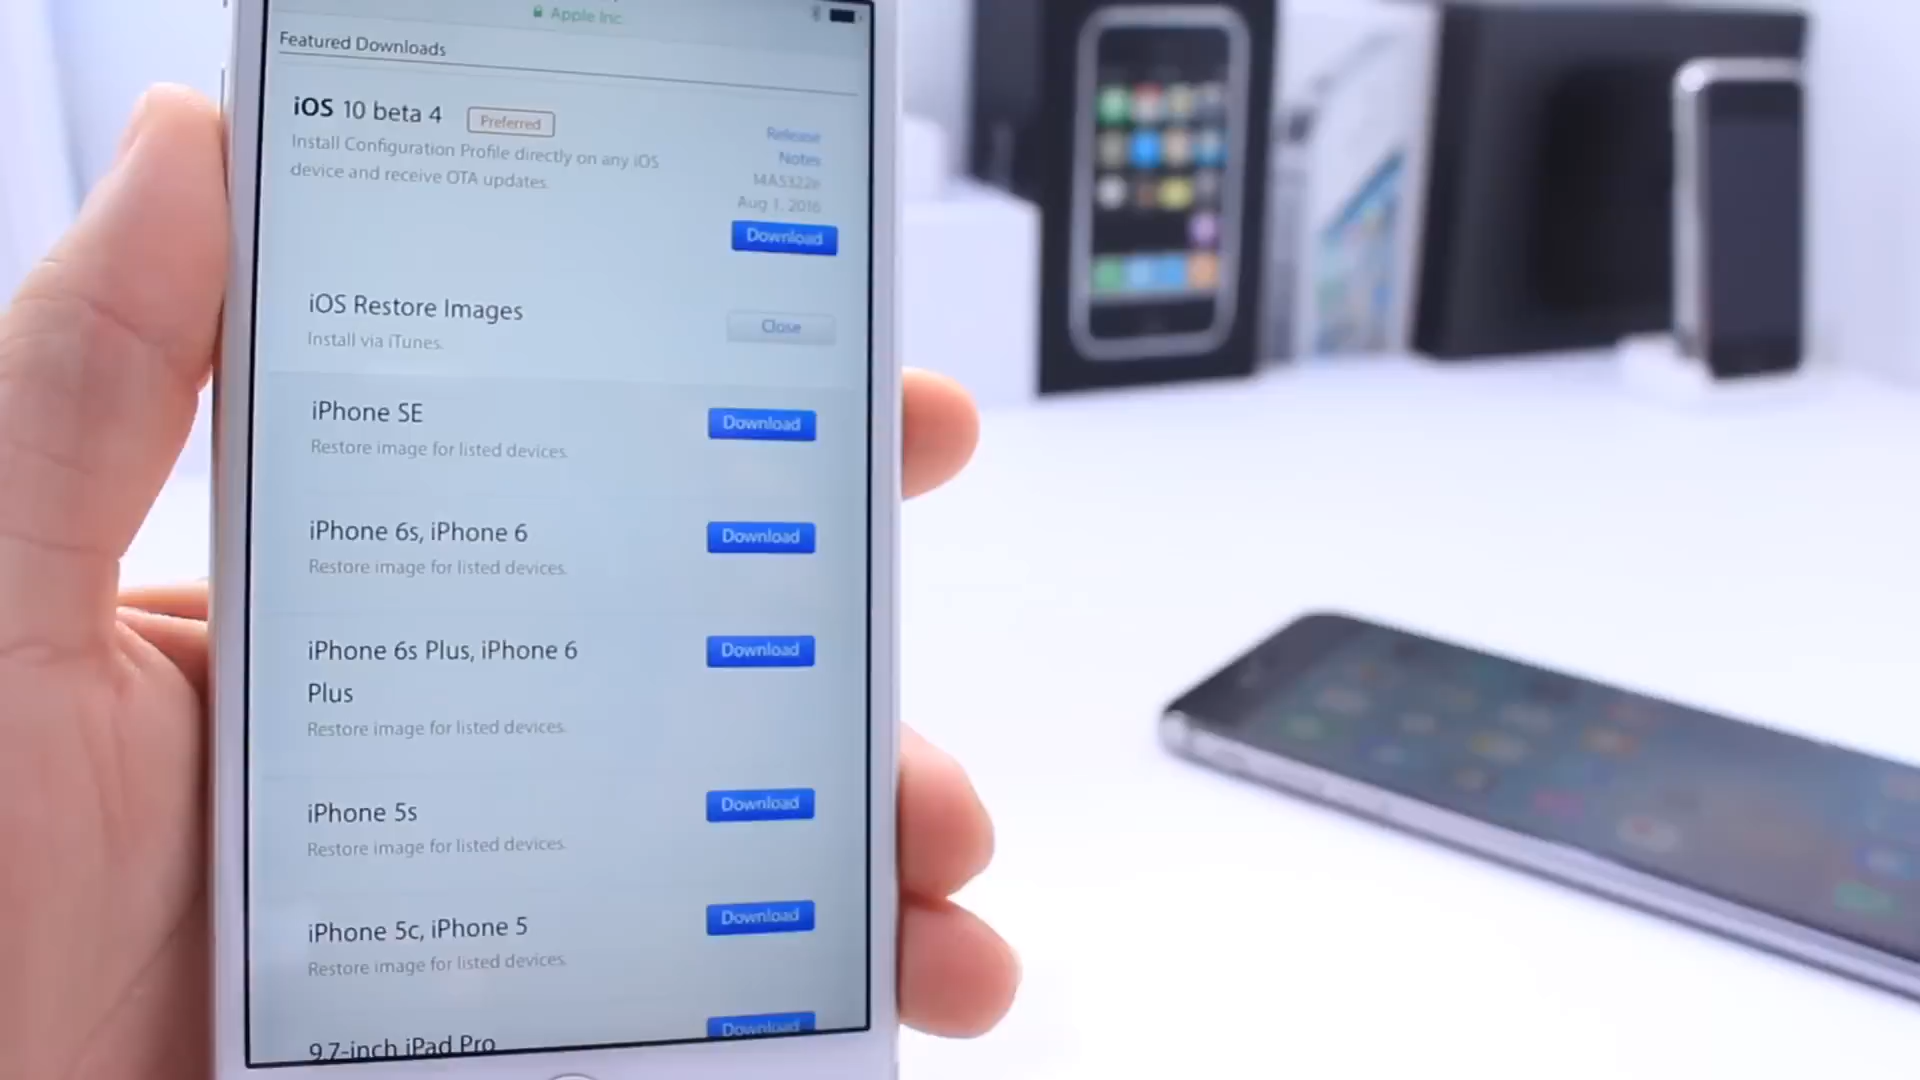 Apple Inc.
Featured Downloads
iOS 10 beta 4
Preferred
Install Configuration Profile directly on any iOS
device and receive OTA updates.
Release
Notes
14A5322e
Aug 1, 2016
Download
iOS Restore Images
Install via iTunes.
Close
iPhone SE
Restore image for listed devices.
Download
iPhone 6s, iPhone 6
Restore image for listed devices.
Download
iPhone 6s Plus, iPhone 6
Plus
Restore image for listed devices.
Download
iPhone 5s
Restore image for listed devices.
Download
iPhone 5c, iPhone 5
Restore image for listed devices.
Download
9.7-inch iPad Pro
Download